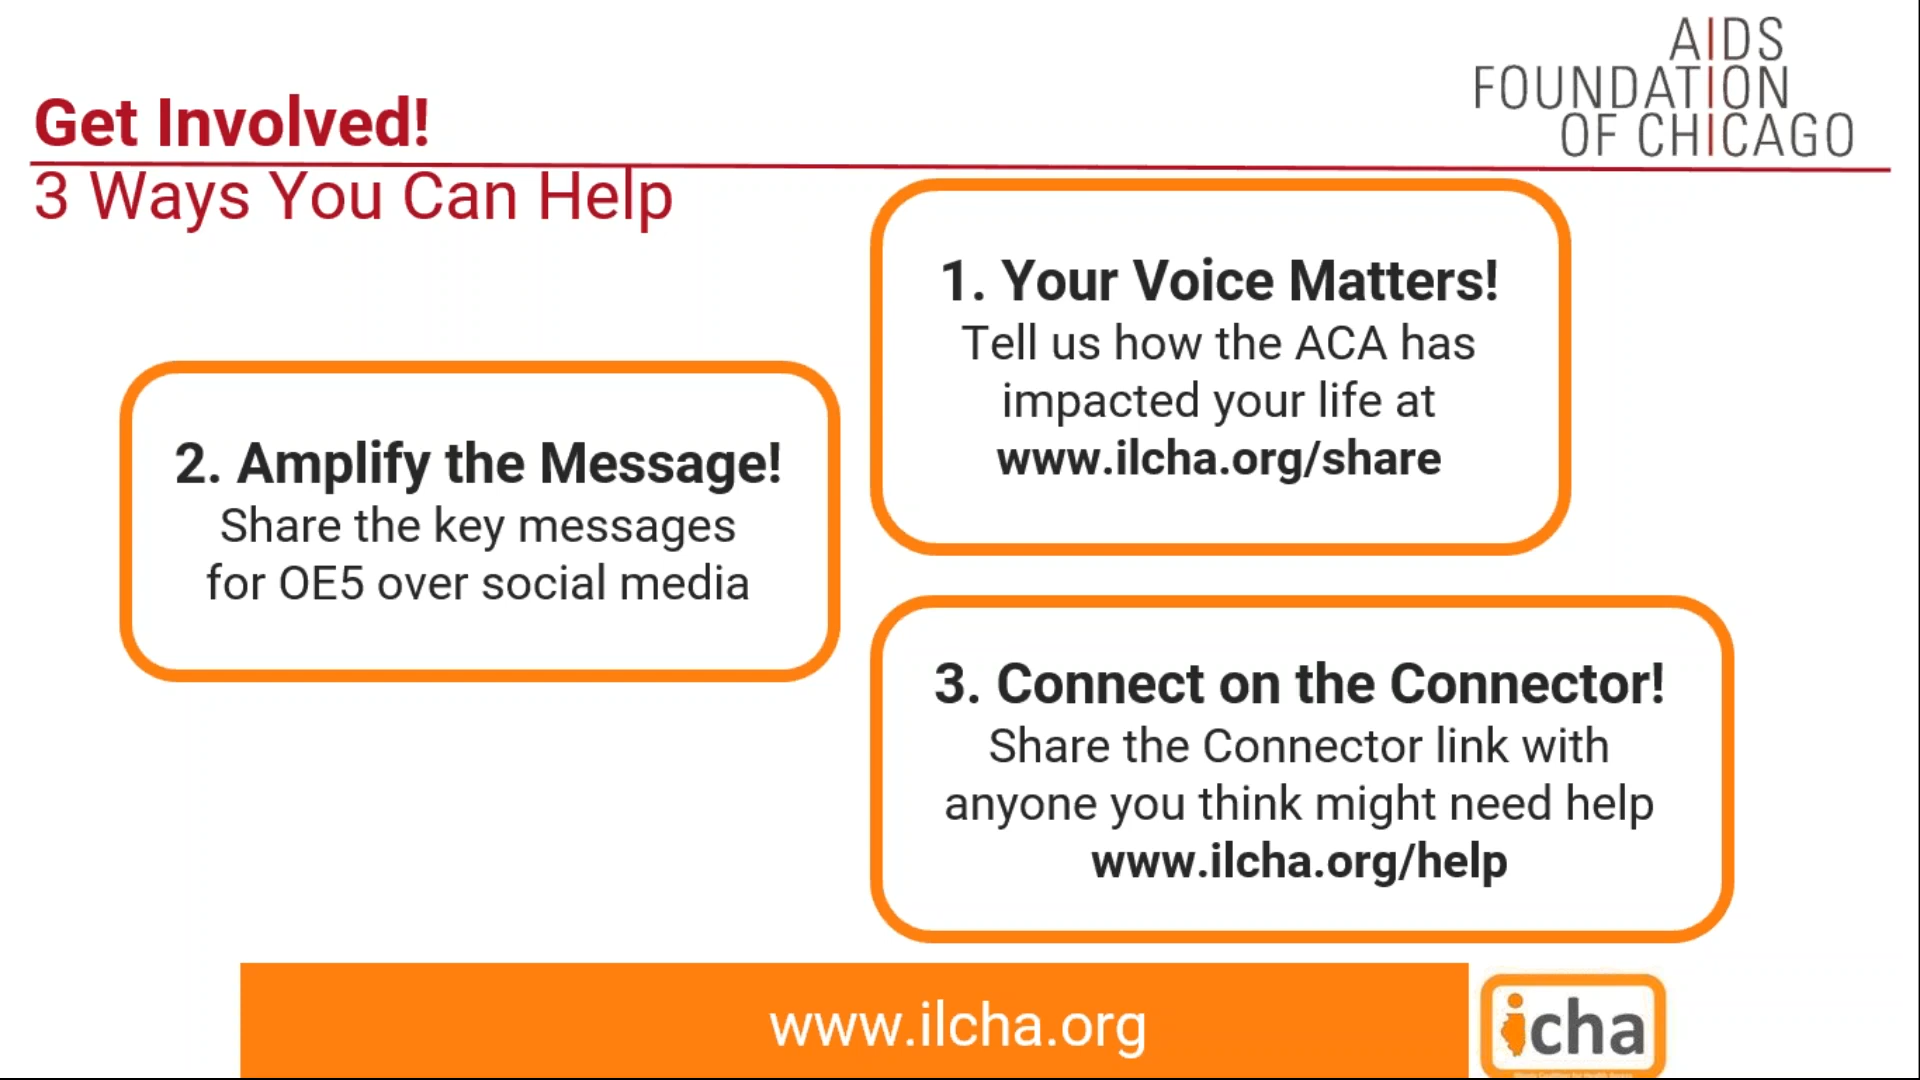 AIDS
FOUNDATION
OF CHICAGO
Get Involved!
3 Ways You Can Help
1. Your Voice Matters!
Tell us how the ACA has
impacted your life at
www.ilcha.org/share
2. Amplify the Message!
Share the key messages
for OE5 over social media
3. Connect on the Connector!
Share the Connector link with
anyone you think might need help
www.ilcha.org/help
www.ilcha.org
icha